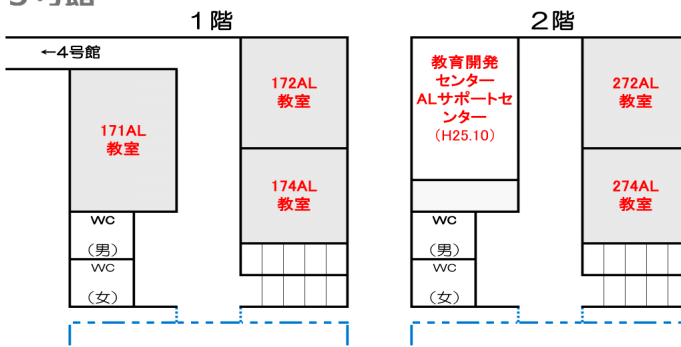 1階
2階
←4号館
171AL
教室
172AL
教室
174AL
教室
WC
（男）
WC
（女）
教育開発
センター
ALサポートセ
ンター
（H25.10）
272AL
教室
274AL
教室
WC
（男）
WC
（女）